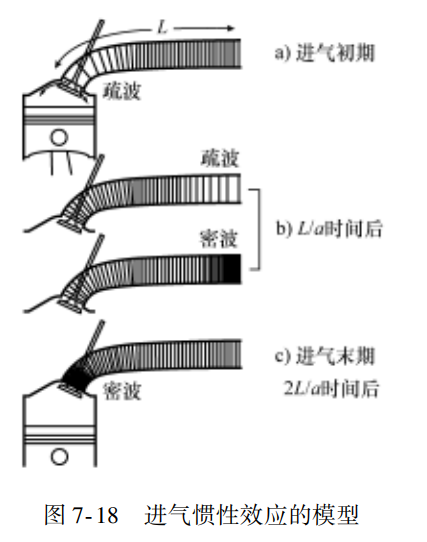 L
a) 进气初期
疏波
疏波
b) L/a时间后
密波
c) 进气末期
2L/a时间后
密波
图 7-18 进气惯性效应的模型